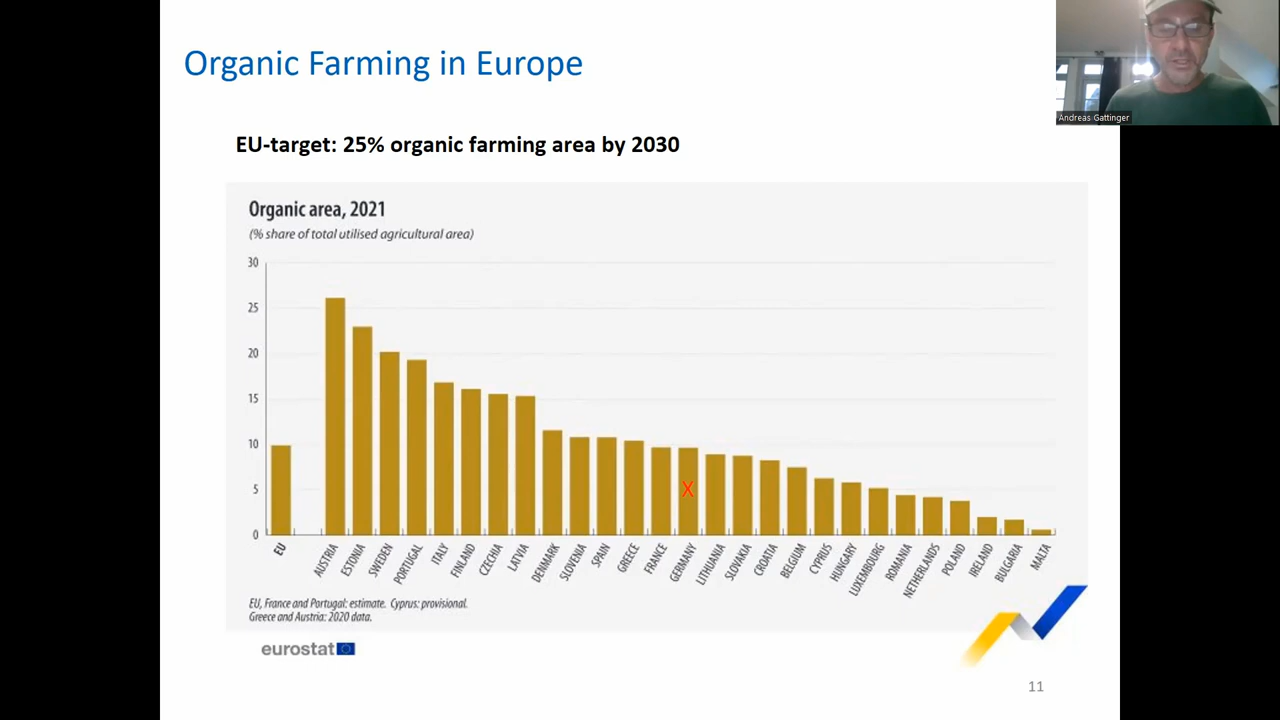 Organic Farming in Europe
Andreas Gattinger
EU-target: 25% organic farming area by 2030
Organic area, 2021
(% share of total utilised agricultural area)
30
25
20
15
10
5
0
X
EU
AUSTRIA
ESTONIA
SWEDEN
PORTUGAL
ITALY
FINLAND
CZECHIA
LATVIA
DENMARK
SLOVENIA
SPAIN
GREECE
FRANCE
GERMANY
LITHUANIA
SLOVAKIA
CROATIA
BELGIUM
CYPRUS
HUNGARY
LUXEMBOURG
ROMANIA
NETHERLANDS
POLAND
IRELAND
BULGARIA
MALTA
EU, France and Portugal: estimate. Cyprus: provisional.
Greece and Austria: 2020 data.
eurostat
11